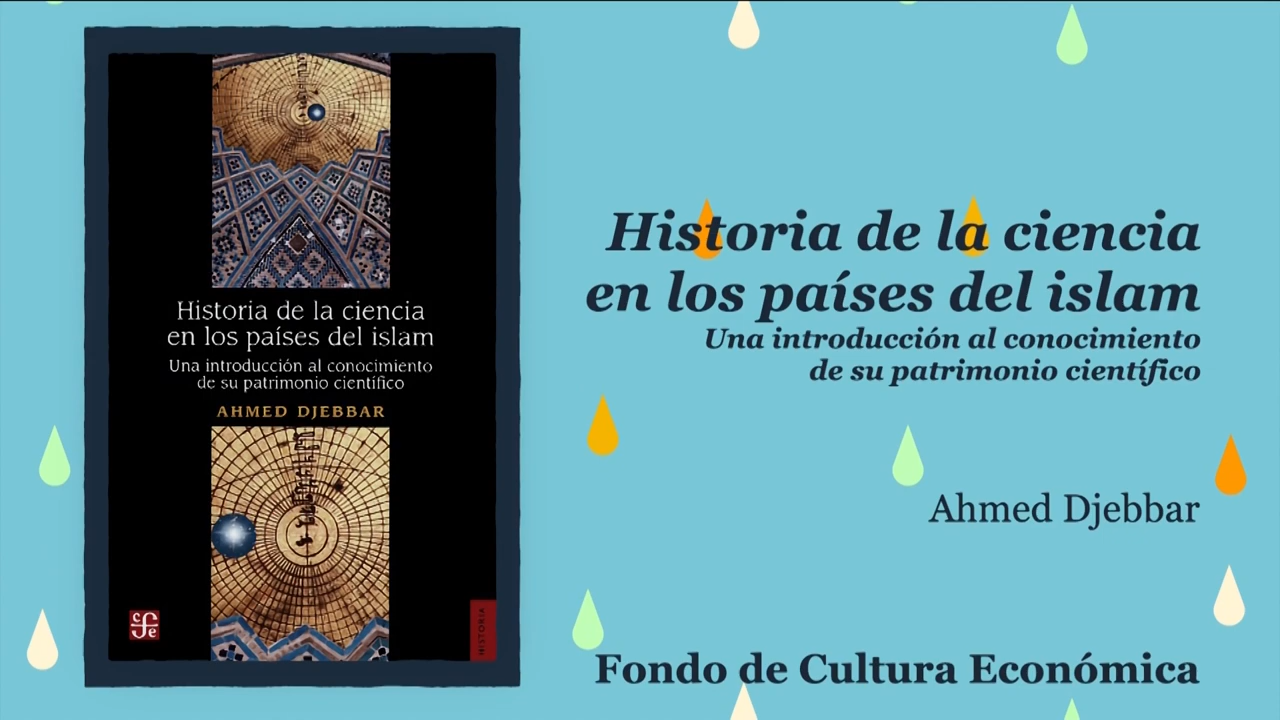 Historia de la ciencia
en los países del islam
Una introducción al conocimiento
de su patrimonio científico
AHMED DJEBBAR
cfe
HISTORIA
Historia de la ciencia
en los países del islam
Una introducción al conocimiento
de su patrimonio científico
Ahmed Djebbar
Fondo de Cultura Económica